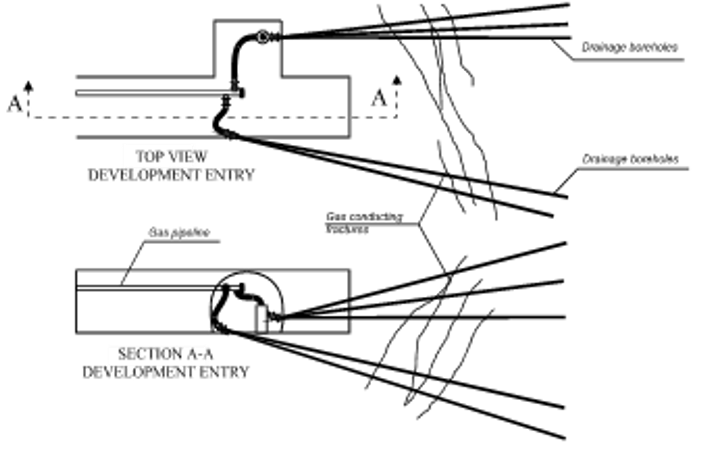 Drainage boreholes
A
A
TOP VIEW
DEVELOPMENT ENTRY
Drainage boreholes
Gas conducting
fractures
Gas pipeline
SECTION A-A
DEVELOPMENT ENTRY